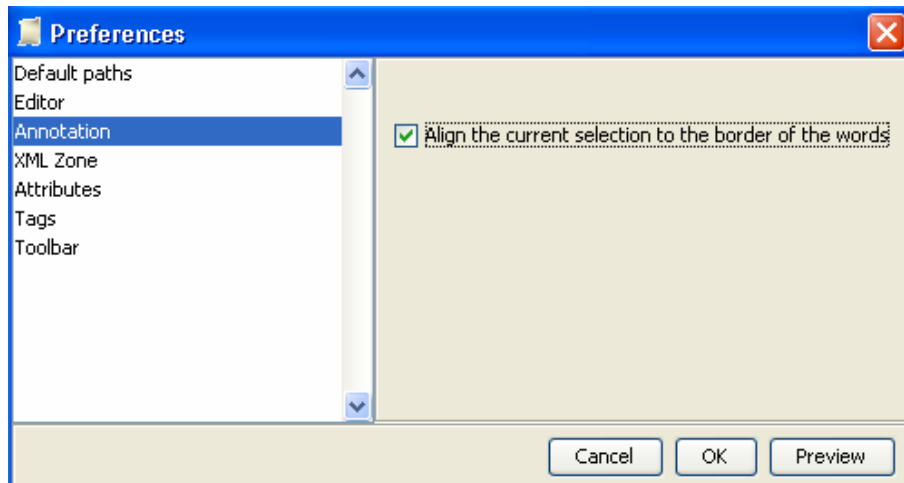 Preferences
Default paths
Editor
Annotation
XML Zone
Attributes
Tags
Toolbar
Align the current selection to the border of the words
Cancel OK Preview